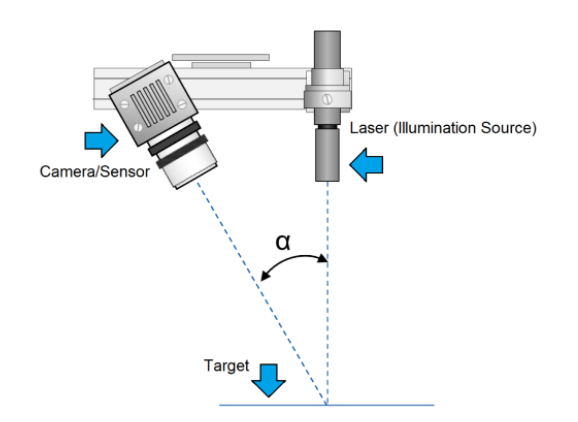 Laser (Illumination Source)
Camera/Sensor
α
Target